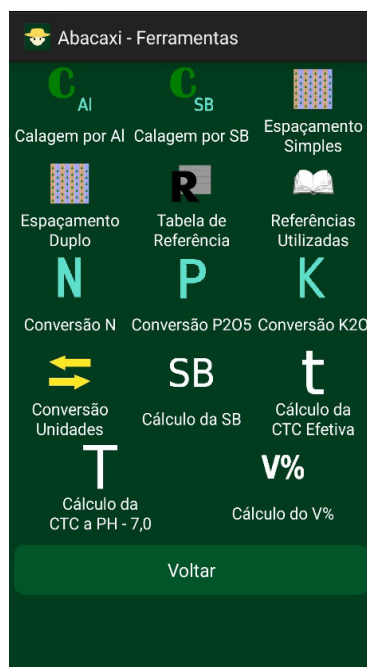 Abacaxi - Ferramentas
C Al
C SB
Calagem por Al
Calagem por SB
Espaçamento
Simples
Espaçamento
Duplo
R
Tabela de
Referência
Referências
Utilizadas
N
P
K
Conversão N
Conversão P2O5
Conversão K2O
Conversão
Unidades
SB
Cálculo da SB
t
Cálculo da
CTC Efetiva
T
Cálculo da
CTC a PH - 7,0
V%
Cálculo do V%
Voltar